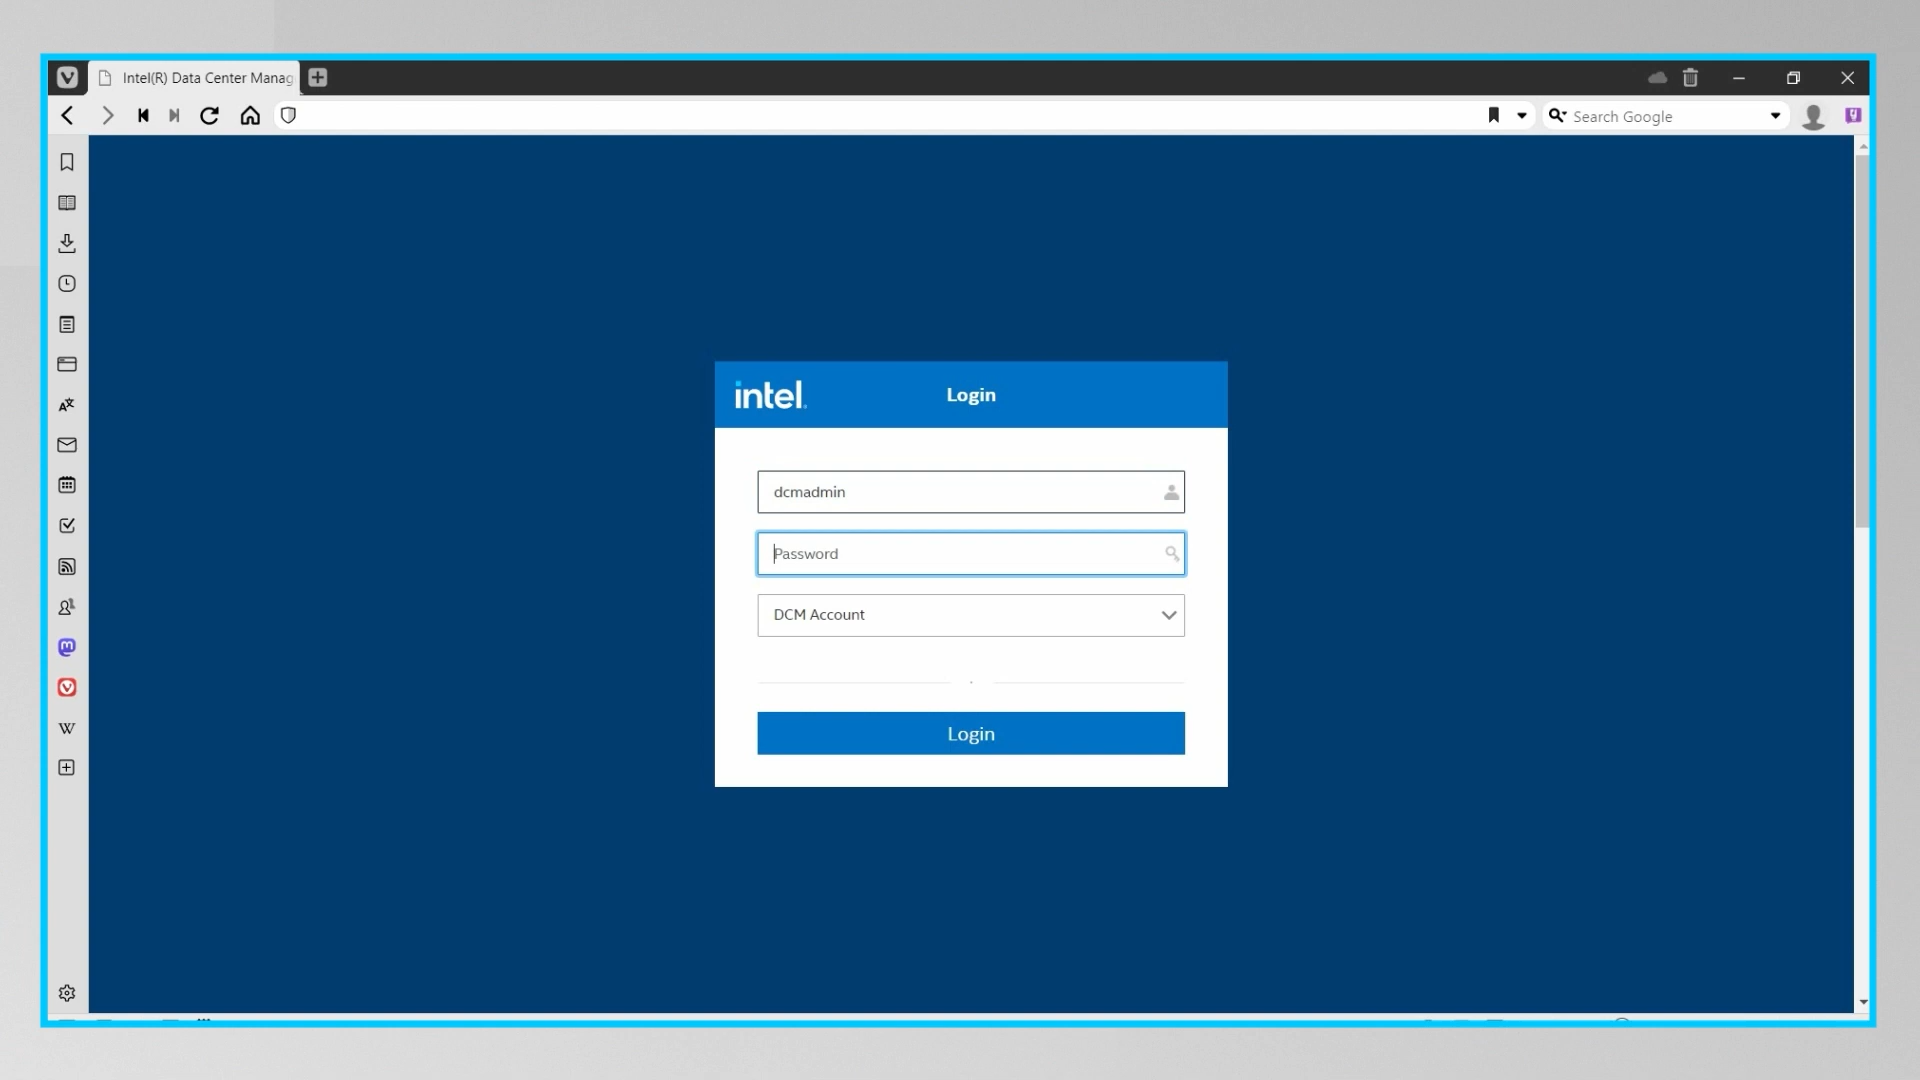 Intel(R) Data Center Manag
Search Google
intel.
Login
dcmadmin
Password
DCM Account
Login